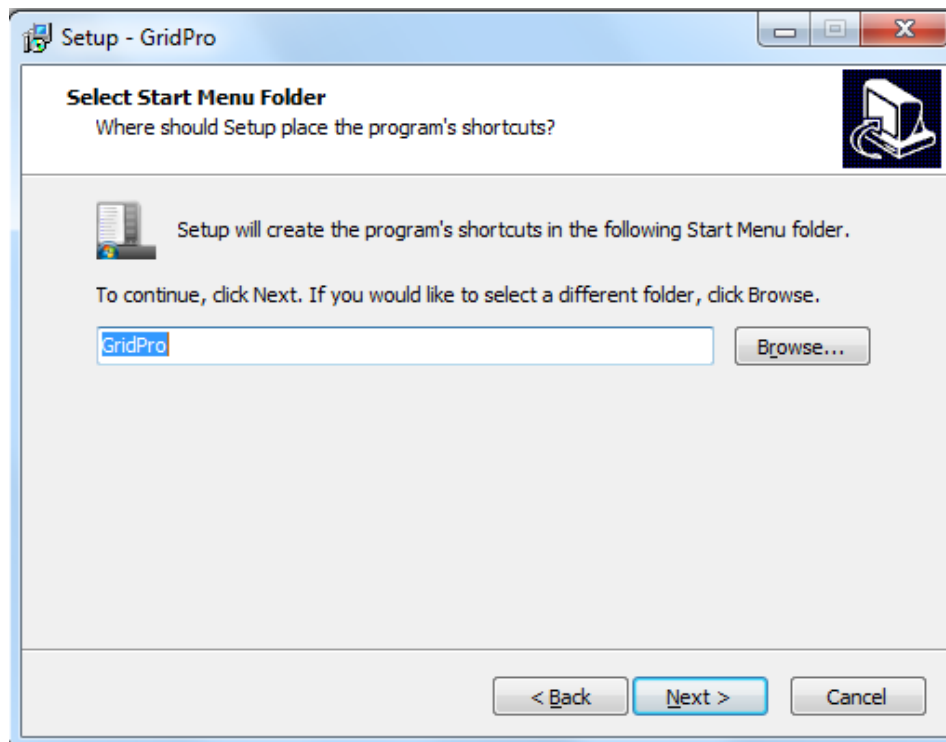 Setup - GridPro
Select Start Menu Folder
Where should Setup place the program's shortcuts?
Setup will create the program's shortcuts in the following Start Menu folder.
To continue, click Next. If you would like to select a different folder, click Browse.
GridPro
Browse...
< Back
Next >
Cancel